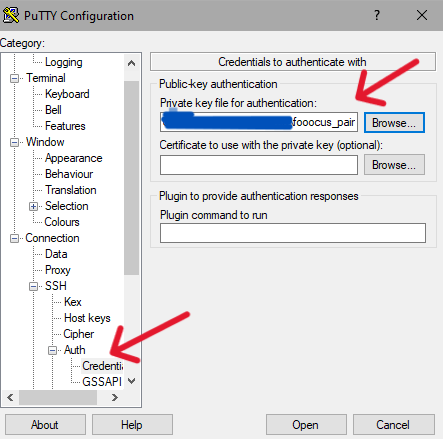 PuTTY Configuration
?
Category:
Logging
Terminal
Keyboard
Bell
Features
Window
Appearance
Behaviour
Translation
Selection
Colours
Connection
Data
Proxy
SSH
Kex
Host keys
Cipher
Auth
Credentia
GSSAPI
Credentials to authenticate with
Public-key authentication
Private key file for authentication:
fooocus_pair
Browse...
Certificate to use with the private key (optional):
Browse...
Plugin to provide authentication responses
Plugin command to run
About
Help
Open
Cancel